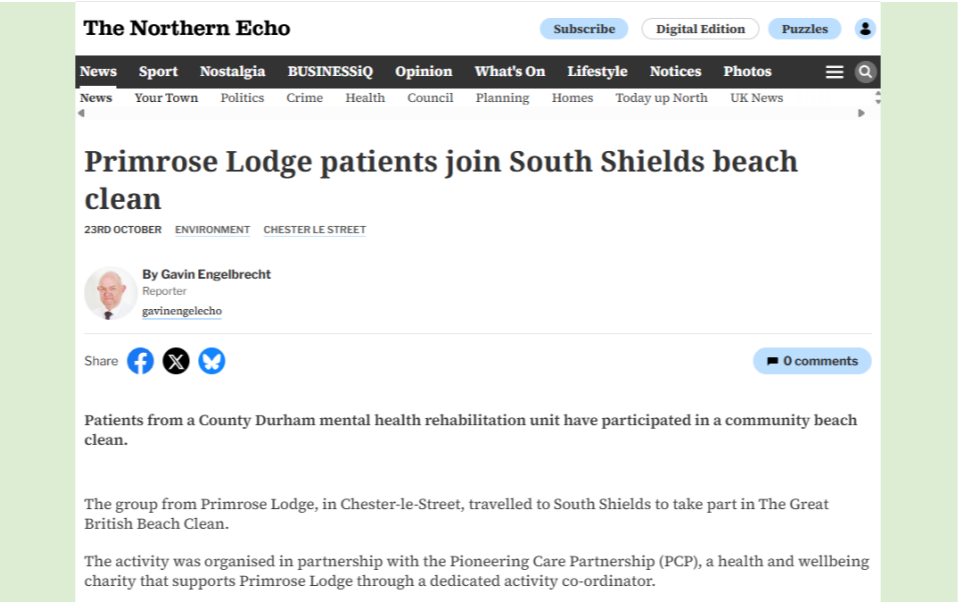 The Northern Echo
Subscribe Digital Edition Puzzles
News Sport Nostalgia BUSINESSiQ Opinion What's On Lifestyle Notices Photos
News Your Town Politics Crime Health Council Planning Homes Today up North UK News
Primrose Lodge patients join South Shields beach
clean
23RD OCTOBER ENVIRONMENT CHESTER LE STREET
By Gavin Engelbrecht
Reporter
gavinengelecho
Share 0 comments
Patients from a County Durham mental health rehabilitation unit have participated in a community beach
clean.
The group from Primrose Lodge, in Chester-le-Street, travelled to South Shields to take part in The Great
British Beach Clean.
The activity was organised in partnership with the Pioneering Care Partnership (PCP), a health and wellbeing
charity that supports Primrose Lodge through a dedicated activity co-ordinator.